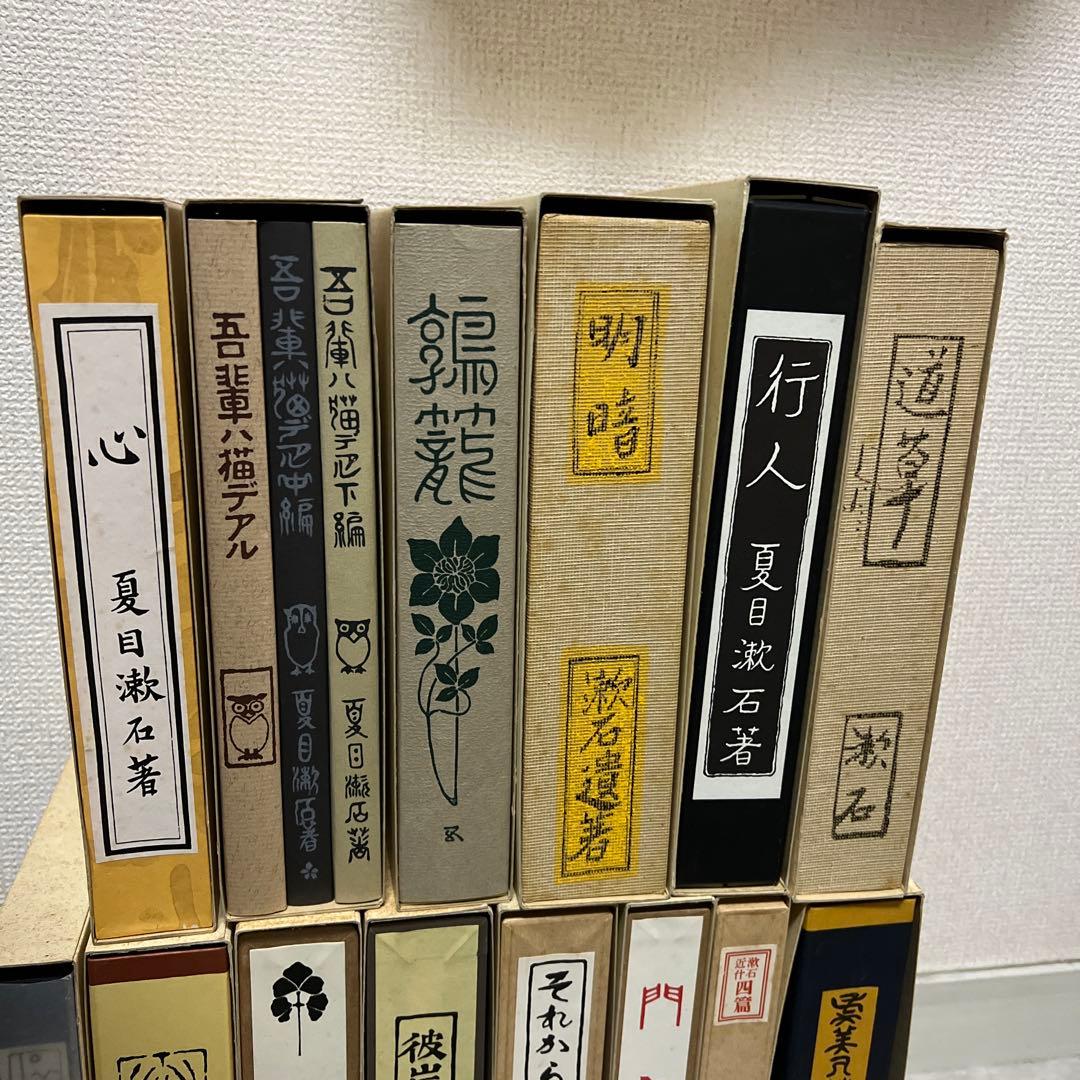 心
夏目漱石著
吾輩ハ猫デアル
吾輩ハ猫デアル中編
夏目漱石著
吾輩ハ猫デアル下編
夏目漱石著
鶉籠
明暗
漱石遺著
行人
夏目漱石著
道草
漱石
彼岸
それから
門
漱石
近什
四篇